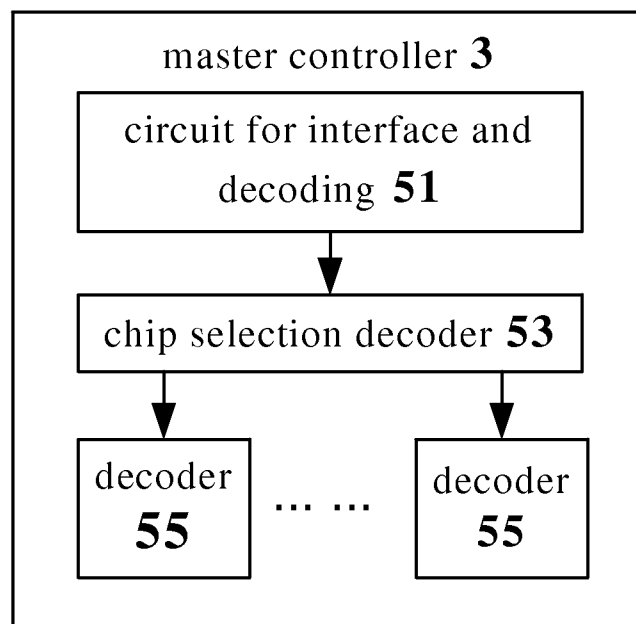 master controller 3
circuit for interface and
decoding 51
chip selection decoder 53
decoder
55
... ...
decoder
55